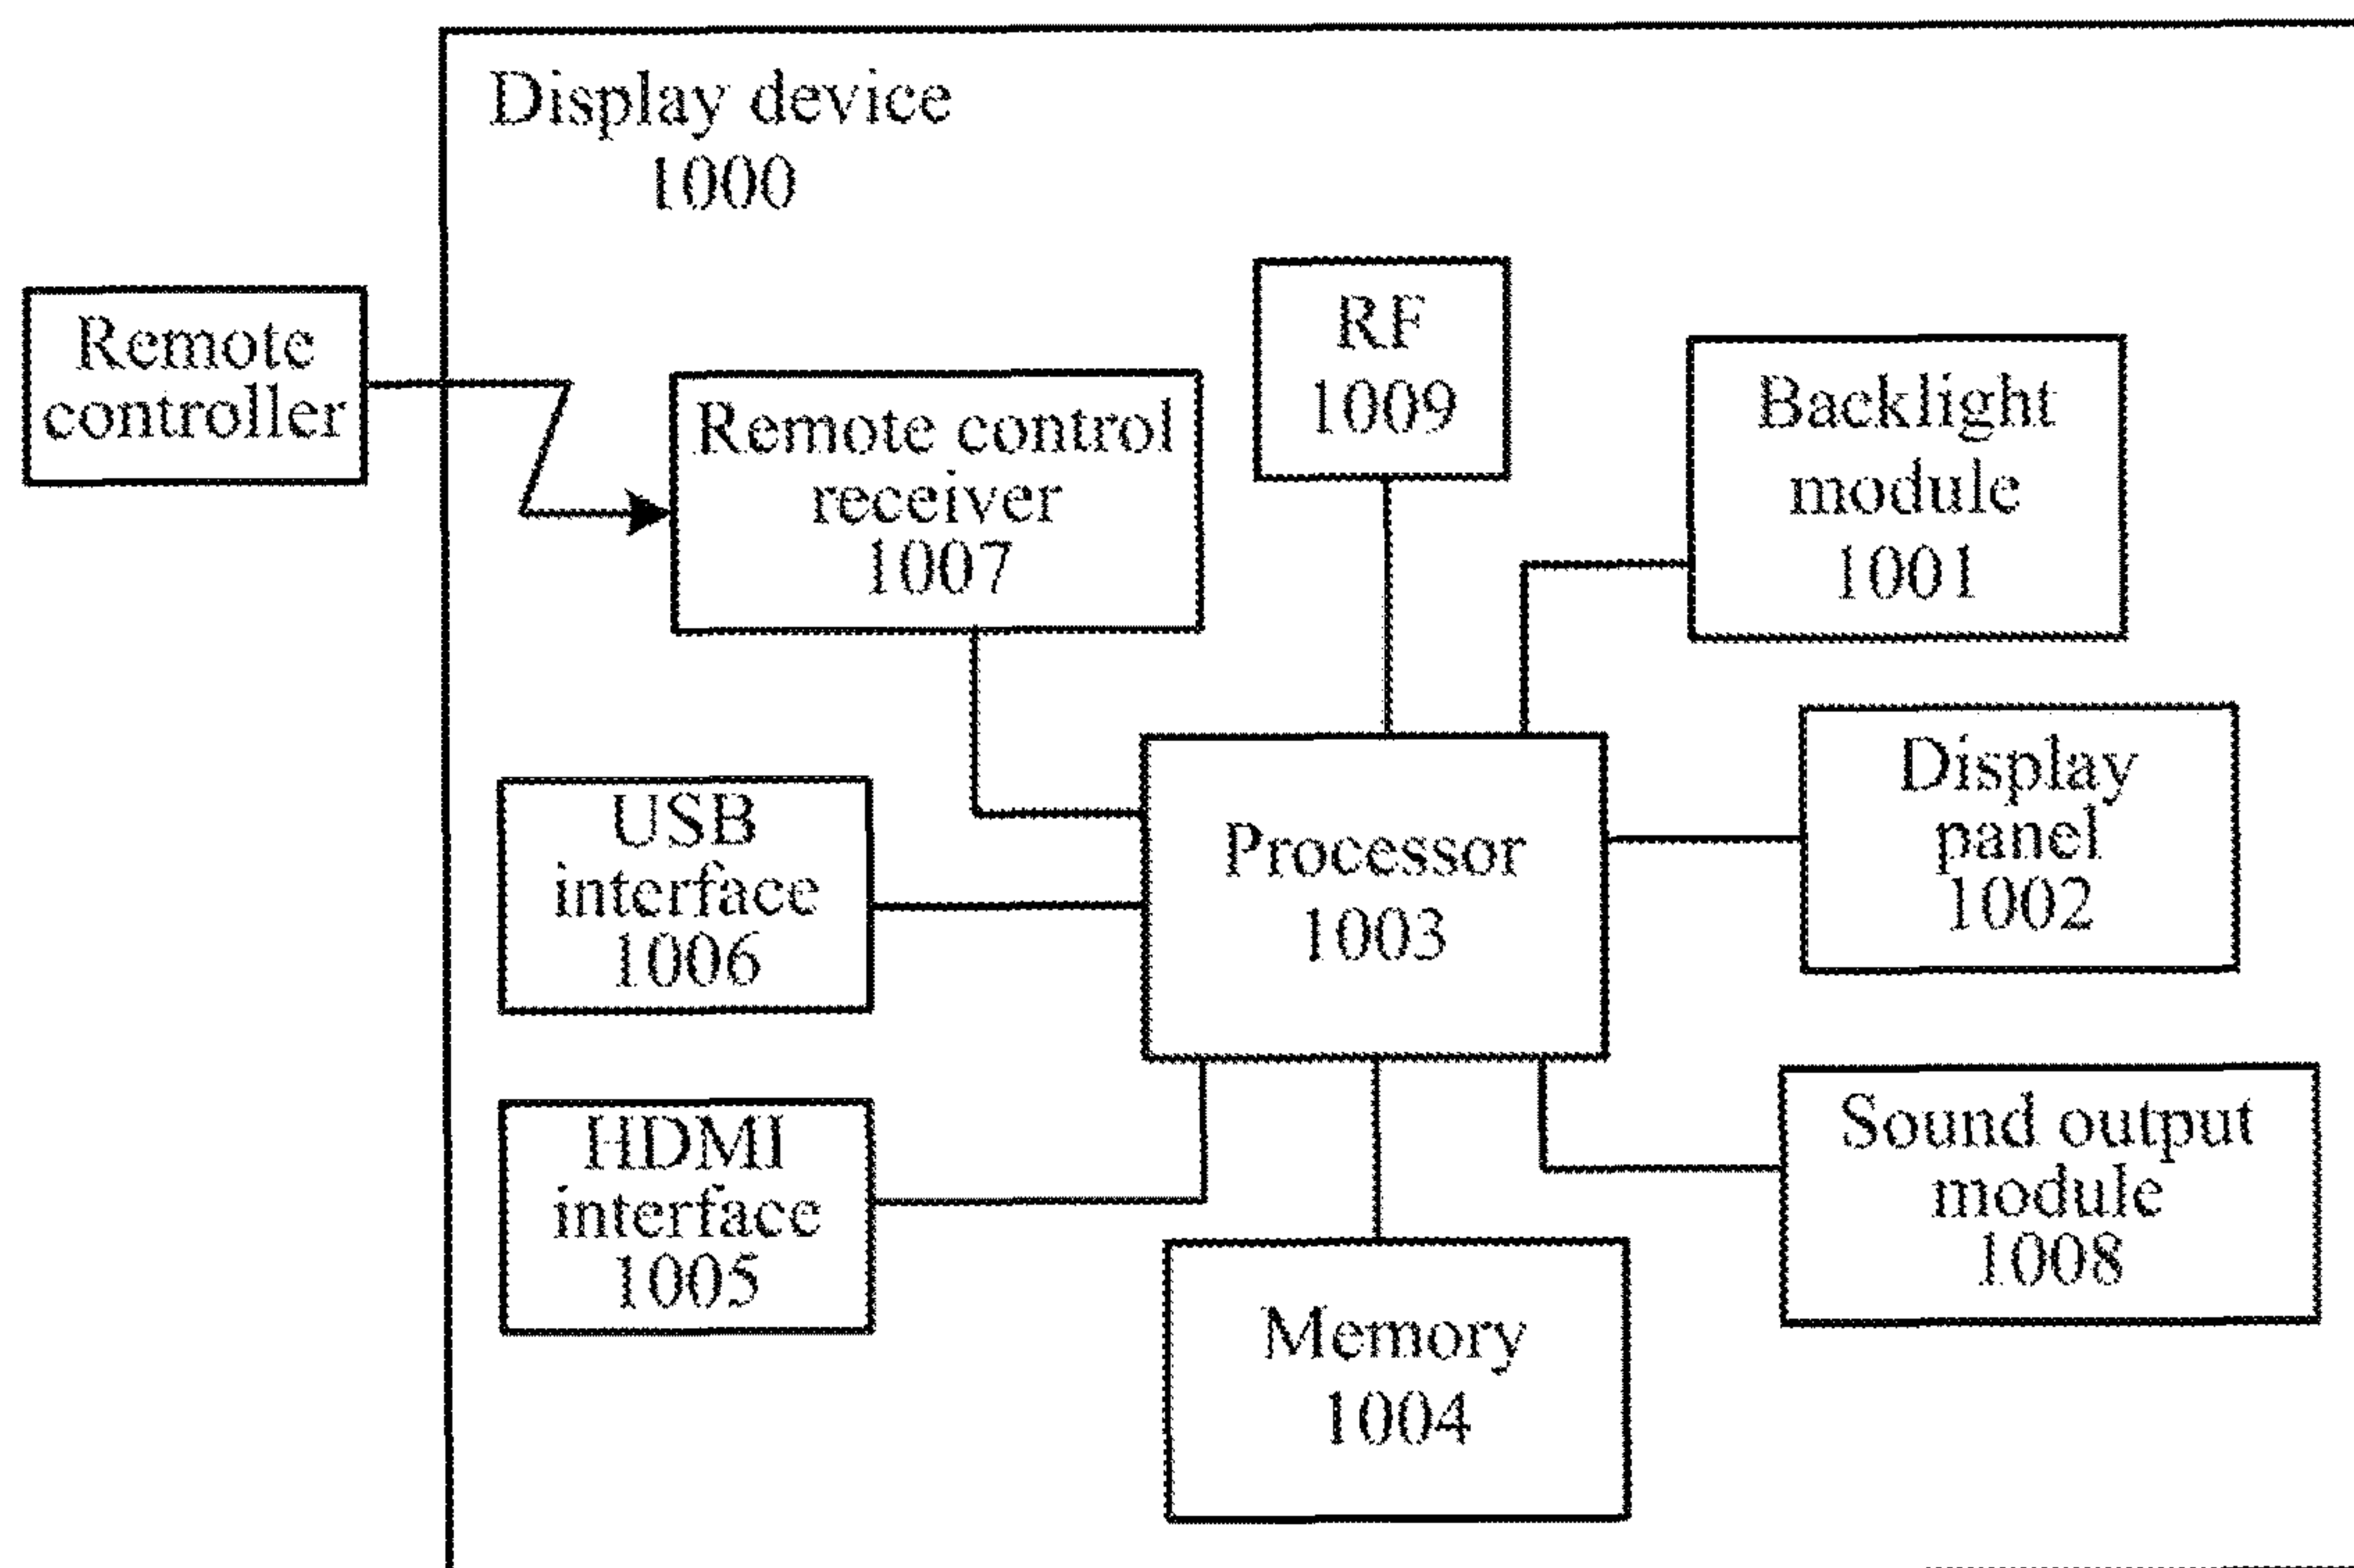 Display device
1000
Remote
controller
RF
1009
Remote control
receiver
1007
Backlight
module
1001
USB
interface
1006
Processor
1003
Display
panel
1002
HDMI
interface
1005
Memory
1004
Sound output
module
1008